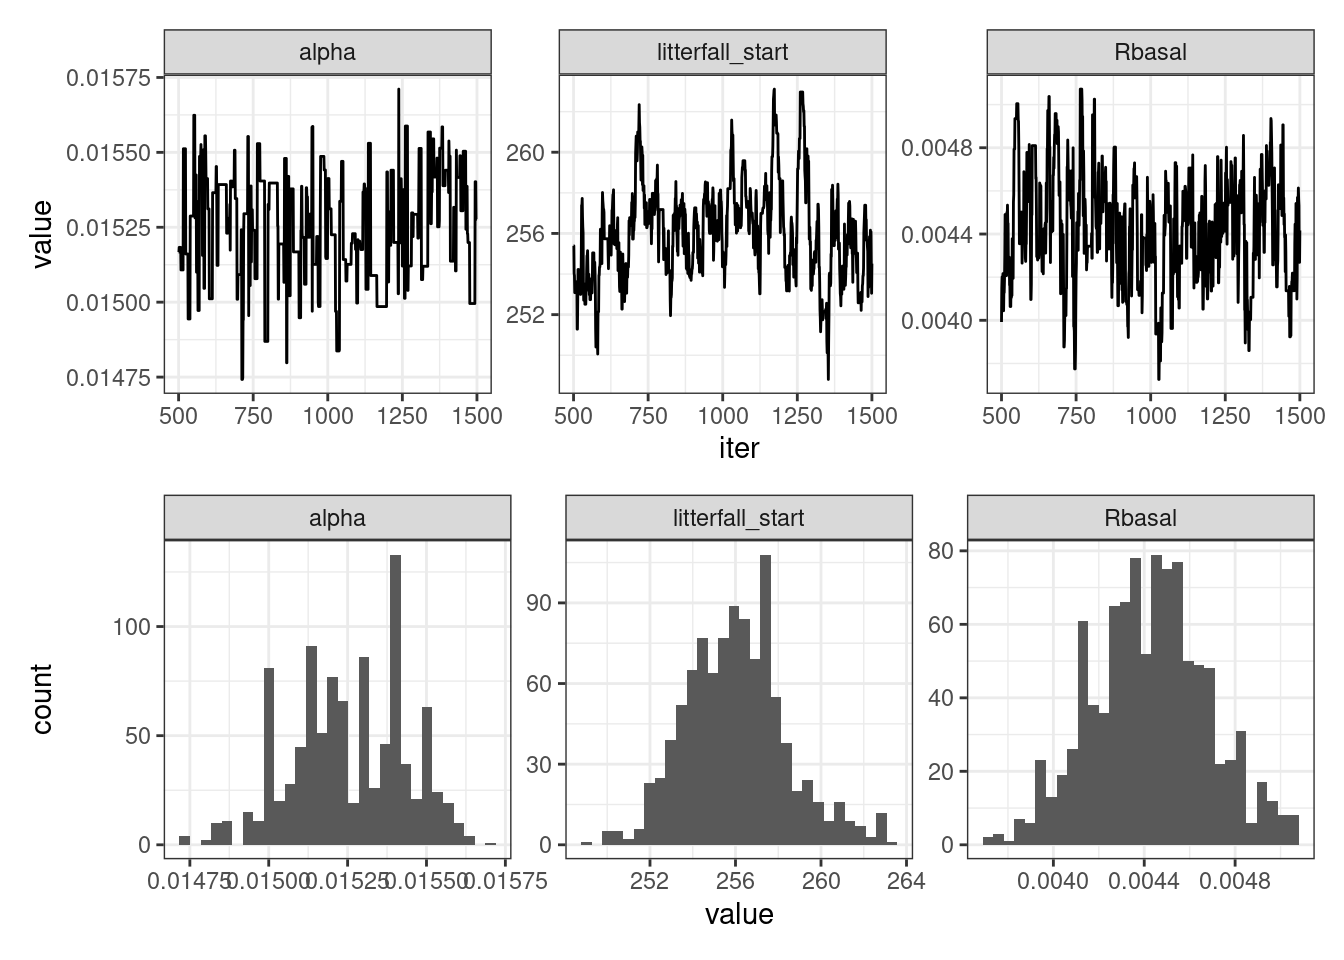 alpha
litterfall_start
Rbasal
value
0.01575
0.01550
0.01525
0.01500
0.01475
260
256
252
0.0048
0.0044
0.0040
500 750 1000 1250 1500
500 750 1000 1250 1500
500 750 1000 1250 1500
iter
alpha
litterfall_start
Rbasal
count
100
50
0
90
60
30
0
80
60
40
20
0
0.01475 0.01500 0.01525 0.01550 0.01575
252 256 260 264
0.0040 0.0044 0.0048
value